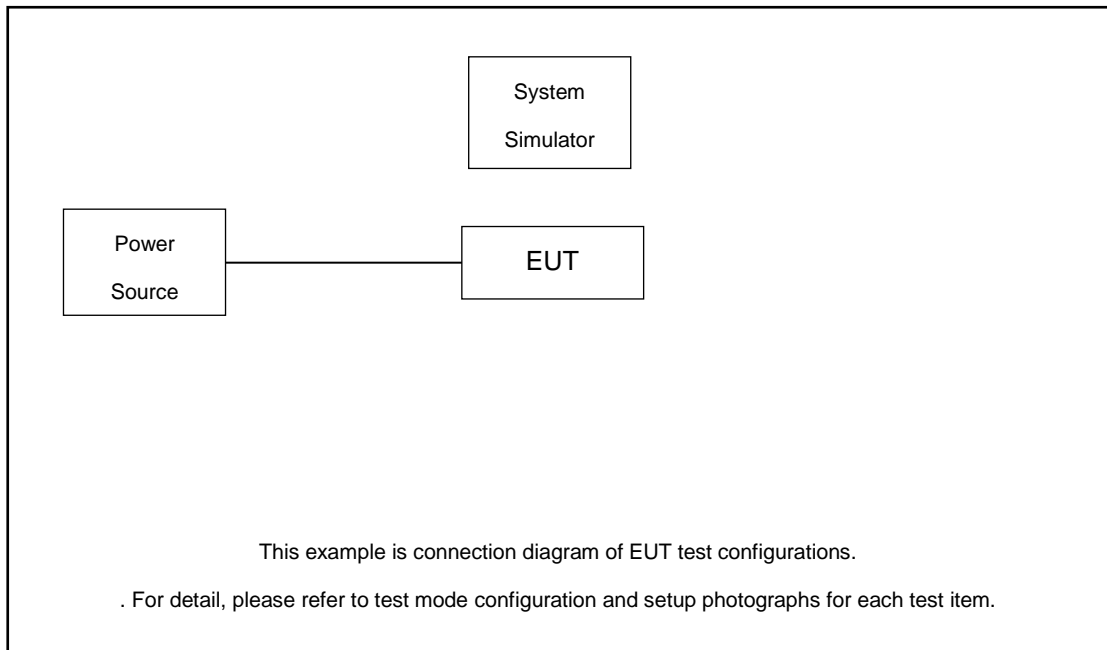 System
Simulator
Power
Source
EUT
This example is connection diagram of EUT test configurations.
. For detail, please refer to test mode configuration and setup photographs for each test item.